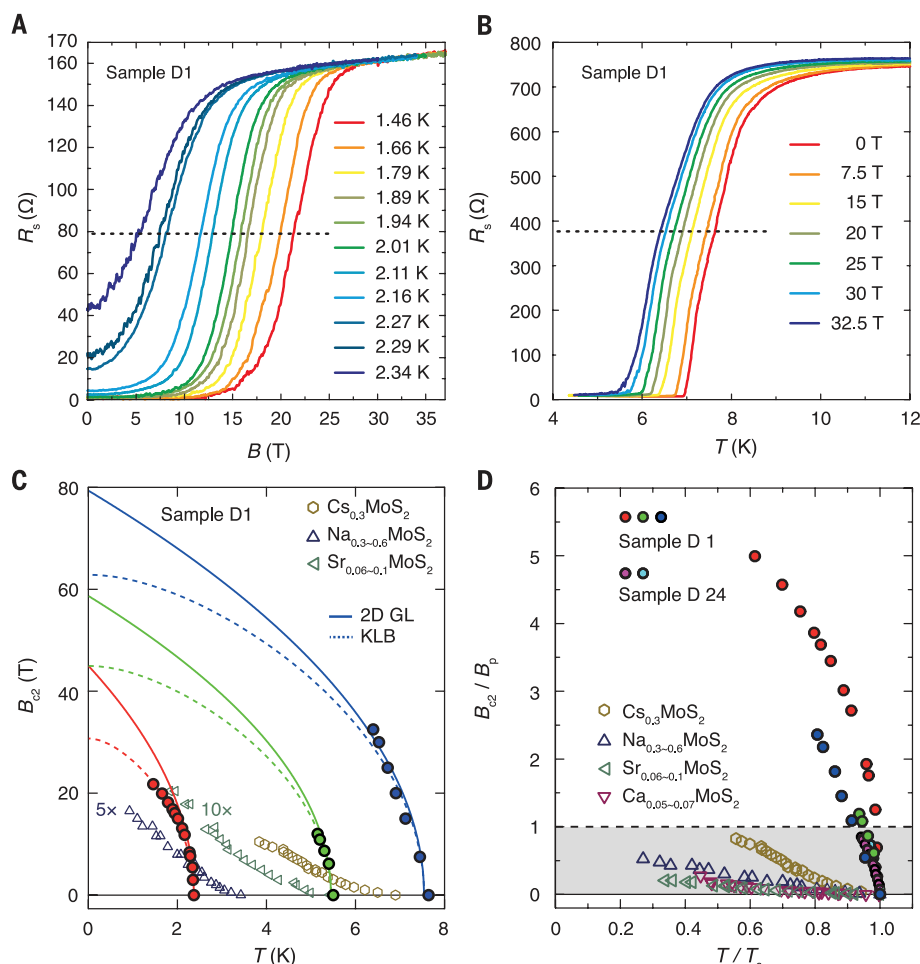 A
170
160
140
120
100
80
60
40
20
0
Rs (Ω)
Sample D1
1.46 K
1.66 K
1.79 K
1.89 K
1.94 K
2.01 K
2.11 K
2.16 K
2.27 K
2.29 K
2.34 K
0 5 10 15 20 25 30 35
B (T)
B
800
700
600
500
400
300
200
100
0
Rs (Ω)
Sample D1
0 T
7.5 T
15 T
20 T
25 T
30 T
32.5 T
4 6 8 10 12
T (K)
C
80
60
40
20
0
Bc2 (T)
Sample D1
Cs0.3MoS2
Na0.3~0.6MoS2
Sr0.06~0.1MoS2
2D GL
KLB
5×
10×
0 2 4 6 8
T (K)
D
6
5
4
3
2
1
0
Bc2 / Bp
Sample D 1
Sample D 24
Cs0.3MoS2
Na0.3~0.6MoS2
Sr0.06~0.1MoS2
Ca0.05~0.07MoS2
0.0 0.2 0.4 0.6 0.8 1.0